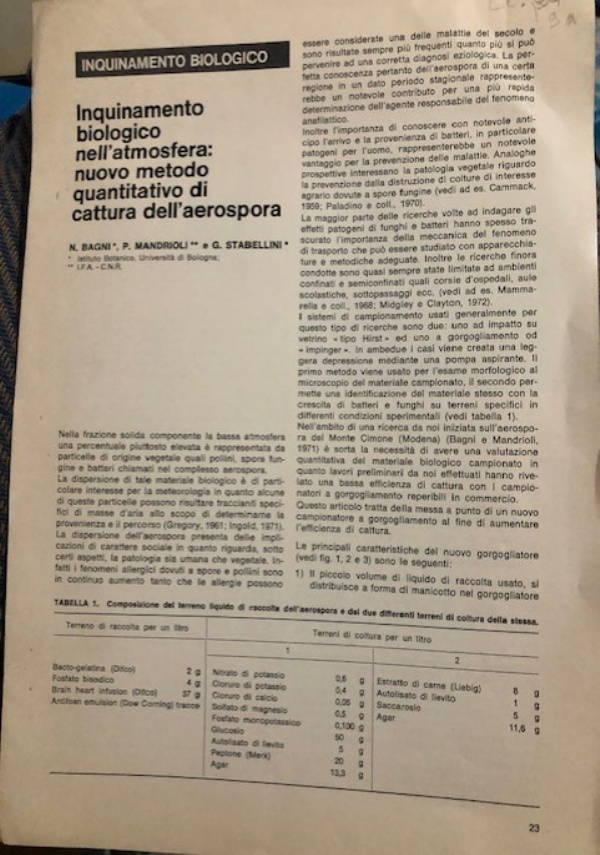 9a
INQUINAMENTO BIOLOGICO
Inquinamento
biologico
nell'atmosfera:
nuovo metodo
quantitativo di
cattura dell'aerospora
N. BAGNI *, P. MANDRIOLI ** e G. STABELLINI *
* Istituto Botanico, Università di Bologna;
** I.F.A. - C.N.R.
Nella frazione solida componente la bassa atmosfera
una percentuale piuttosto elevata è rappresentata da
particelle di origine vegetale quali pollini, spore fun-
gine e batteri chiamati nel complesso aerospora.
La dispersione di tale materiale biologico è di parti-
colare interesse per la meteorologia in quanto alcune
di queste particelle possono risultare traccianti speci-
fici di masse d'aria allo scopo di determinarne la
provenienza e il percorso (Gregory, 1961; Ingold, 1971).
La dispersione dell'aerospora presenta delle impli-
cazioni di carattere sociale in quanto riguarda, sotto
certi aspetti, la patologia sia umana che vegetale. In-
fatti i fenomeni allergici dovuti a spore e pollini sono
in continuo aumento tanto che le allergie possono
essere considerate una delle malattie del secolo e
sono risultate sempre più frequenti quanto più si può
pervenire ad una corretta diagnosi eziologica. La per-
fetta conoscenza pertanto dell'aerospora di una certa
regione in un dato periodo stagionale rappresente-
rebbe un notevole contributo per una più rapida
determinazione dell'agente responsabile del fenomeno
anafilattico.
Inoltre l'importanza di conoscere con notevole anti-
cipo l'arrivo e la provenienza di batteri, in particolare
patogeni per l'uomo, rappresenterebbe un notevole
vantaggio per la prevenzione delle malattie. Analoghe
prospettive interessano la patologia vegetale riguardo
la prevenzione dalla distruzione di colture di interesse
agrario dovute a spore fungine (vedi ad es. Cammack,
1959; Paladino e coll., 1970).
La maggior parte delle ricerche volte ad indagare gli
effetti patogeni di funghi e batteri hanno spesso tra-
scurato l'importanza della meccanica del fenomeno
di trasporto che può essere studiato con apparecchia-
ture e metodiche adeguate. Inoltre le ricerche finora
condotte sono quasi sempre state limitate ad ambienti
confinati e semiconfinati quali corsie d'ospedali, aule
scolastiche, sottopassaggi ecc. (vedi ad es. Mamma-
rella e coll., 1968; Midgley e Clayton, 1972).
I sistemi di campionamento usati generalmente per
questo tipo di ricerche sono due: uno ad impatto su
vetrino « tipo Hirst » ed uno a gorgogliamento od
« impinger ». In ambedue i casi viene creata una leg-
gera depressione mediante una pompa aspirante. Il
primo metodo viene usato per l'esame morfologico al
microscopio del materiale campionato, il secondo per-
mette una identificazione del materiale stesso con la
crescita di batteri e funghi su terreni specifici in
differenti condizioni sperimentali (vedi tabella 1).
Nell'ambito di una ricerca da noi iniziata sull'aerospo-
ra del Monte Cimone (Modena) (Bagni e Mandrioli,
1971) è sorta la necessità di avere una valutazione
quantitativa del materiale biologico campionato in
quanto lavori preliminari da noi effettuati hanno rive-
lato una bassa efficienza di cattura con i campio-
natori a gorgogliamento reperibili in commercio.
Questo articolo tratta della messa a punto di un nuovo
campionatore a gorgogliamento al fine di aumentare
l'efficienza di cattura.
Le principali caratteristiche del nuovo gorgogliatore
(vedi fig. 1, 2 e 3) sono le seguenti:
1) Il piccolo volume di liquido di raccolta usato, si
distribuisce a forma di manicotto nel gorgogliatore
TABELLA 1. Composizione del terreno liquido di raccolta dell'aerospora e dei due differenti terreni di coltura della stessa.
Terreno di raccolta per un litro
Terreni di coltura per un litro
1
2
Bacto-gelatina (Difco) 2 g
Fosfato bisodico 4 g
Brain heart infusion (Difco) 37 g
Antifoam emulsion (Dow Corning) tracce
Nitrato di potassio 0,6 g
Cloruro di potassio 0,4 g
Cloruro di calcio 0,05 g
Solfato di magnesio 0,5 g
Fosfato monopotassico 0,100 g
Glucosio 50 g
Autolisato di lievito 5 g
Peptone (Merk) 20 g
Agar 13,3 g
Estratto di carne (Liebig) 8 g
Autolisato di lievito 1 g
Saccarosio 5 g
Agar 11,6 g
23